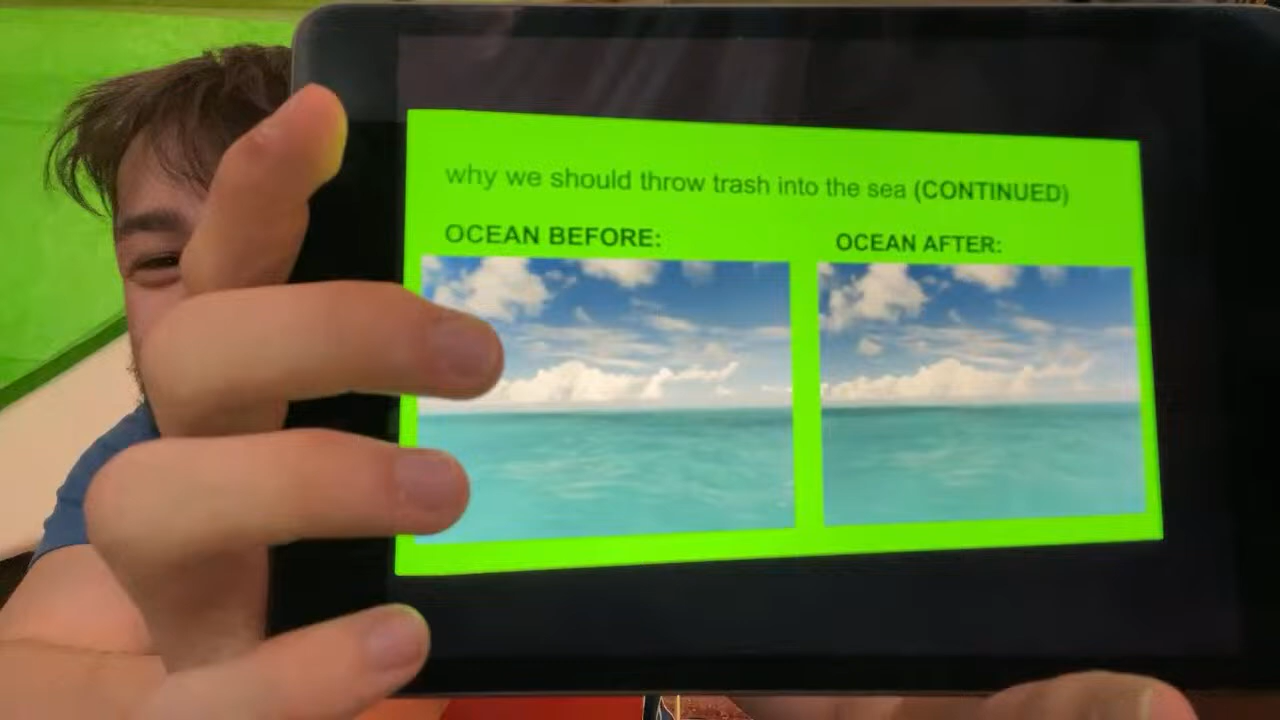 why we should throw trash into the sea (CONTINUED)
OCEAN BEFORE:
OCEAN AFTER: